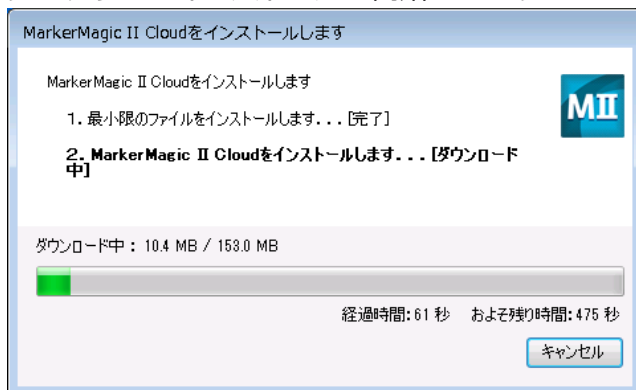 MarkerMagic II Cloudをインストールします
MarkerMagic Ⅱ Cloudをインストールします
1. 最小限のファイルをインストールします...[完了]
MⅡ
2. MarkerMagic Ⅱ Cloudをインストールします...[ダウンロード
中]
ダウンロード中： 10.4 MB / 153.0 MB
経過時間: 61 秒 およそ残り時間: 475 秒
キャンセル